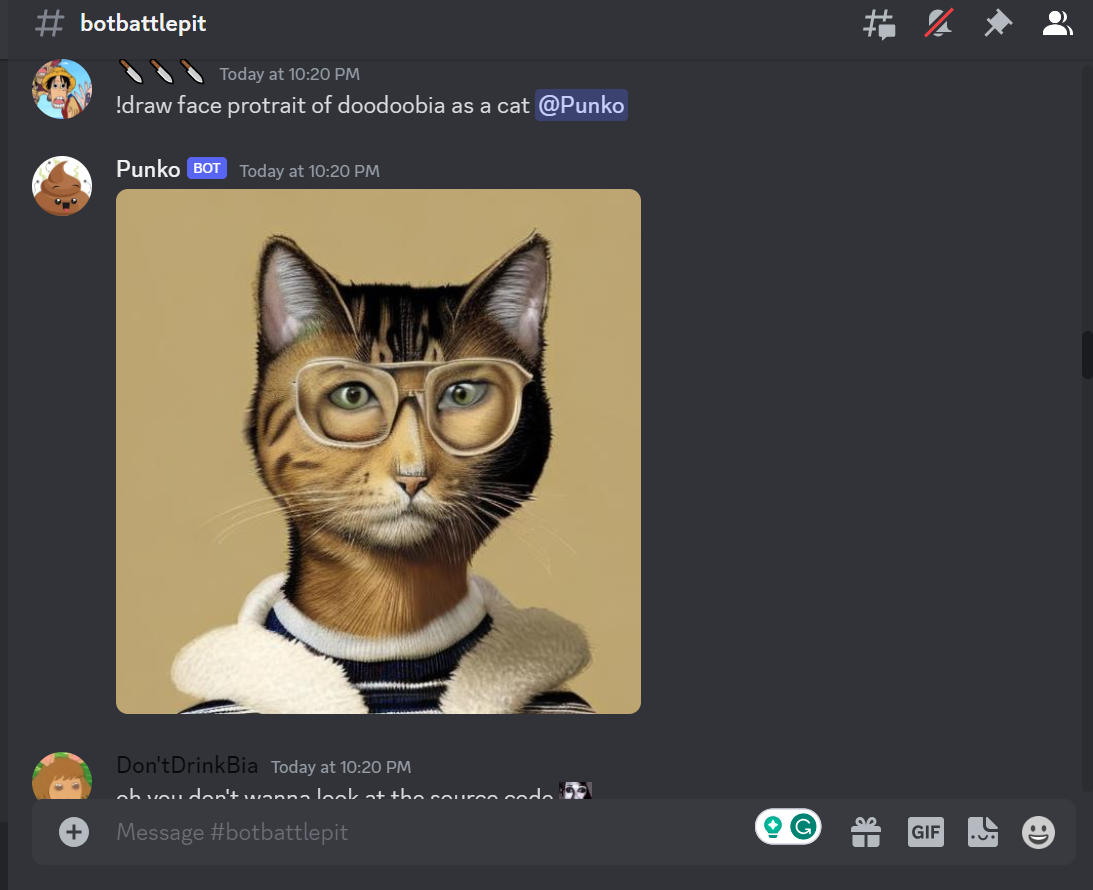 botbattlepit
🔪🔪🔪 Today at 10:20 PM
!draw face protrait of doodoobia as a cat @Punko
Punko BOT Today at 10:20 PM
Don'tDrinkBia Today at 10:20 PM
oh you don't wanna look at the source code
Message #botbattlepit
GIF